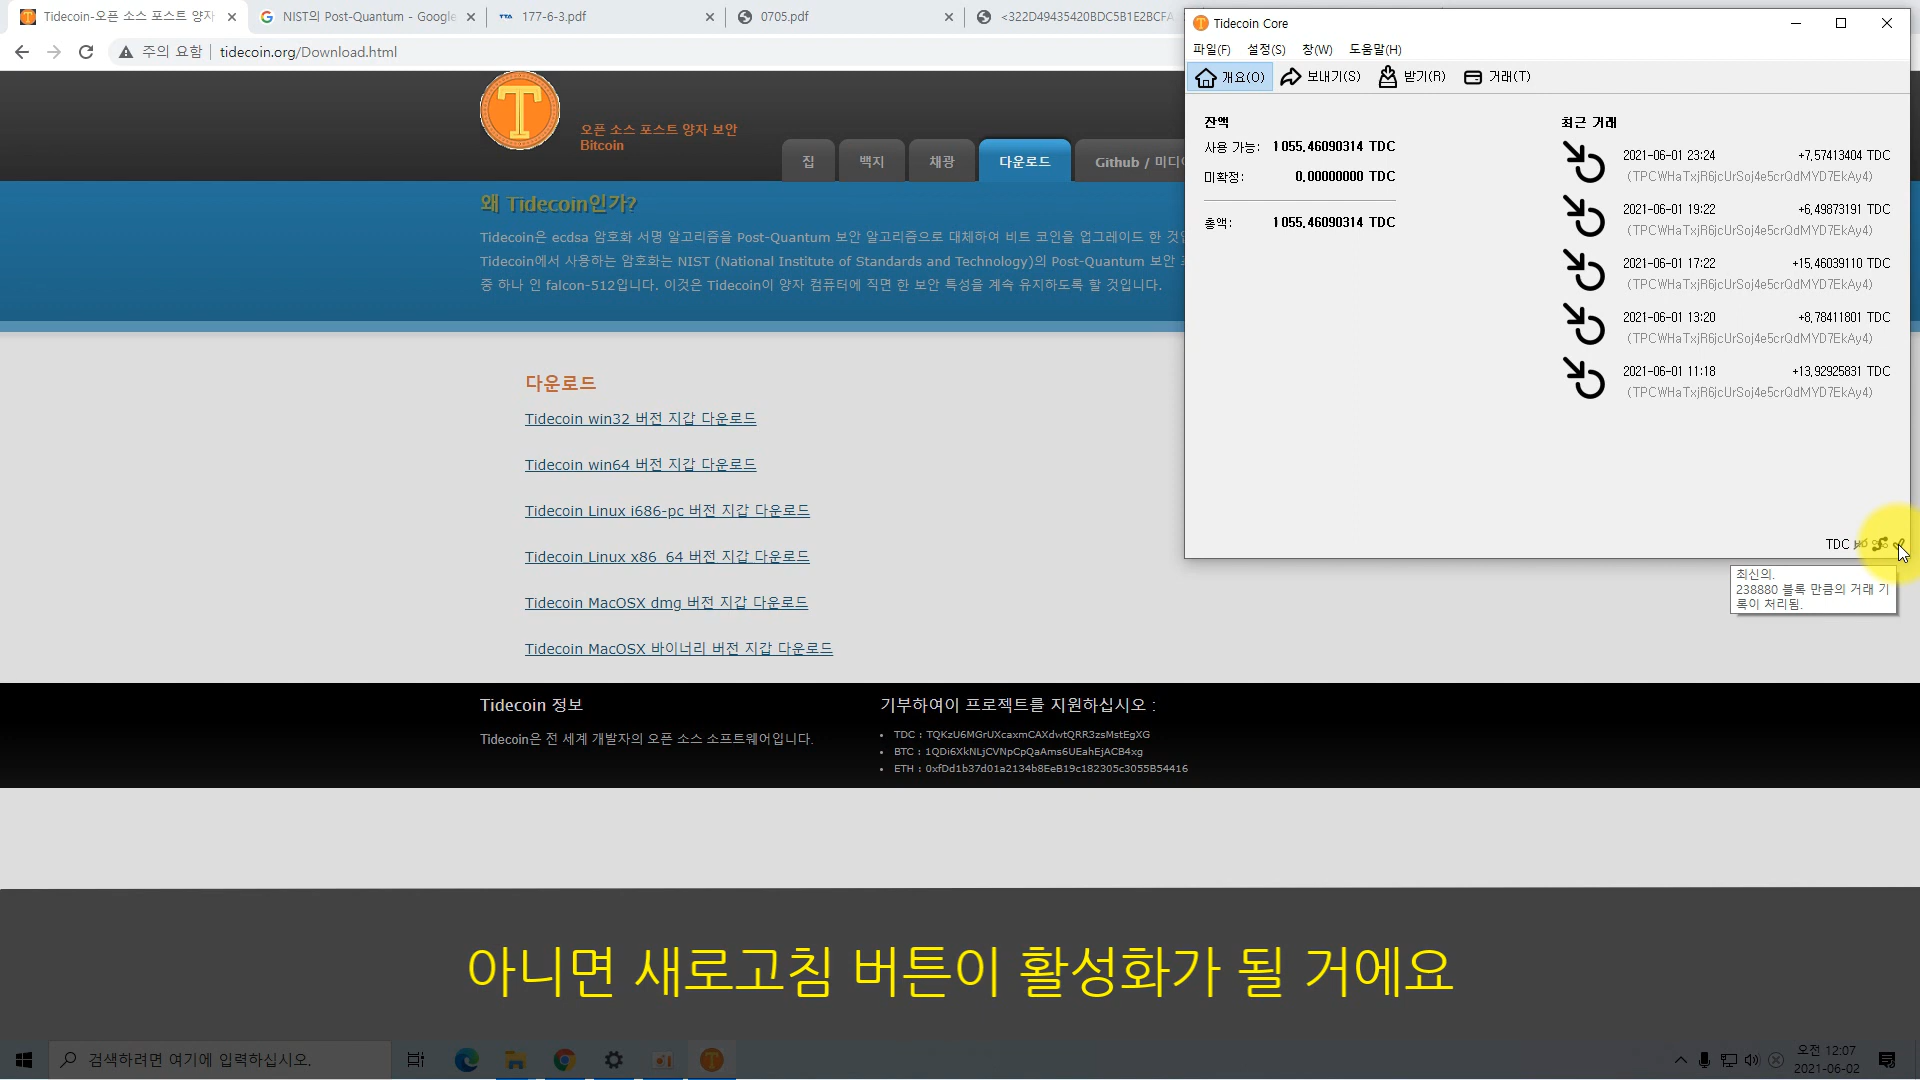 Tidecoin-오픈 소스 포스트 양자
NIST의 Post-Quantum - Google
177-6-3.pdf
0705.pdf
<322D49435420BDC5B1E2BCFA
주의 요함
tidecoin.org/Download.html
오픈 소스 포스트 양자 보안
Bitcoin
집
백지
채광
다운로드
Github / 미디어
왜 Tidecoin인가?
Tidecoin은 ecdsa 암호화 서명 알고리즘을 Post-Quantum 보안 알고리즘으로 대체하여 비트 코인을 업그레이드 한 것입
Tidecoin에서 사용하는 암호화는 NIST (National Institute of Standards and Technology)의 Post-Quantum 보안
중 하나 인 falcon-512입니다. 이것은 Tidecoin이 양자 컴퓨터에 직면 한 보안 특성을 계속 유지하도록 할 것입니다.
다운로드
Tidecoin win32 버전 지갑 다운로드
Tidecoin win64 버전 지갑 다운로드
Tidecoin Linux i686-pc 버전 지갑 다운로드
Tidecoin Linux x86_64 버전 지갑 다운로드
Tidecoin MacOSX dmg 버전 지갑 다운로드
Tidecoin MacOSX 바이너리 버전 지갑 다운로드
Tidecoin 정보
Tidecoin은 전 세계 개발자의 오픈 소스 소프트웨어입니다.
기부하여이 프로젝트를 지원하십시오 :
TDC : TQKzU6MGrUXcaxmCAXdwtQRR3zsMstEgXG
BTC : 1QDi6XkNLjCVNpCpQaAms6UEahEjACB4xg
ETH : 0xfDd1b37d01a2134b8EeB19c182305c3055B54416
Tidecoin Core
파일(F)
설정(S)
창(W)
도움말(H)
개요(O)
보내기(S)
받기(R)
거래(T)
잔액
사용 가능: 1 055.46090314 TDC
미확정: 0.00000000 TDC
총액: 1 055.46090314 TDC
최근 거래
2021-06-01 23:24 +7,57413404 TDC
(TPCWHaTxjR6jcUrSoj4e5crQdMYD7EkAy4)
2021-06-01 19:22 +6,49873191 TDC
(TPCWHaTxjR6jcUrSoj4e5crQdMYD7EkAy4)
2021-06-01 17:22 +15,46039110 TDC
(TPCWHaTxjR6jcUrSoj4e5crQdMYD7EkAy4)
2021-06-01 13:20 +8,78411801 TDC
(TPCWHaTxjR6jcUrSoj4e5crQdMYD7EkAy4)
2021-06-01 11:18 +13,92925831 TDC
(TPCWHaTxjR6jcUrSoj4e5crQdMYD7EkAy4)
TDC
최신의.
238880 블록 만큼의 거래 기
록이 처리됨.
아니면 새로고침 버튼이 활성화가 될 거에요
검색하려면 여기에 입력하십시오.
오전 12:07
2021-06-02